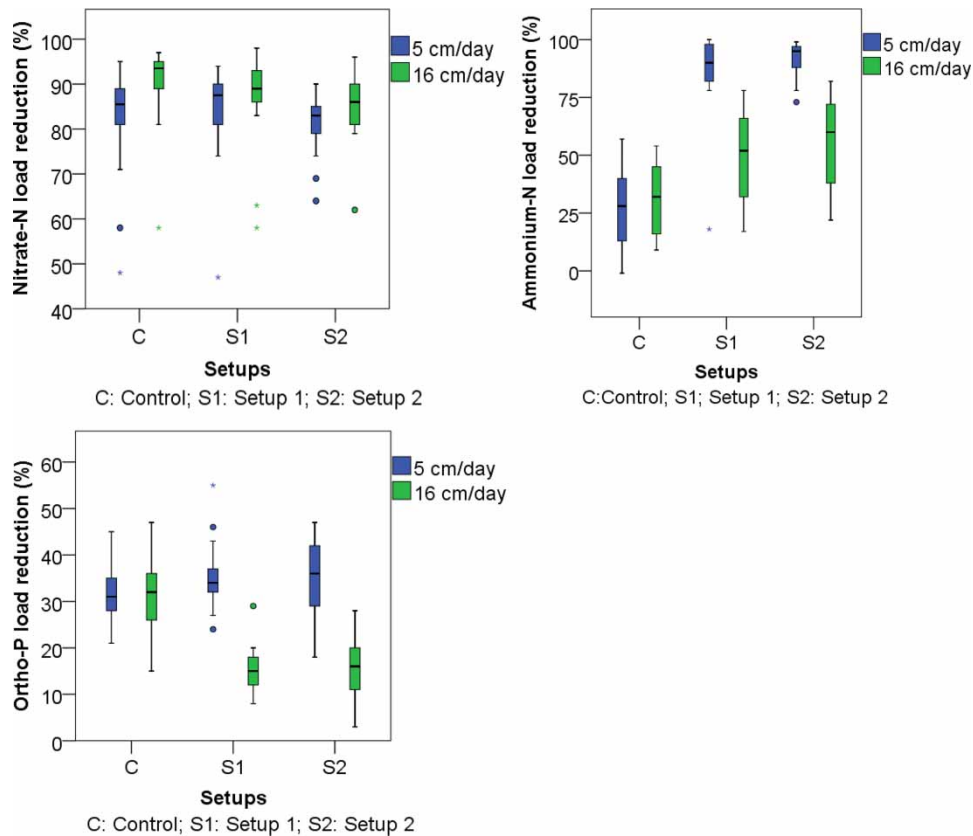 Nitrate-N load reduction (%)
100
90
80
70
60
50
40
C S1 S2
Setups
C: Control; S1: Setup 1; S2: Setup 2
5 cm/day
16 cm/day
Ammonium-N load reduction (%)
100
75
50
25
0
C S1 S2
Setups
C:Control; S1; Setup 1; S2: Setup 2
5 cm/day
16 cm/day
Ortho-P load reduction (%)
60
50
40
30
20
10
0
C S1 S2
Setups
C: Control; S1: Setup 1; S2: Setup 2
5 cm/day
16 cm/day